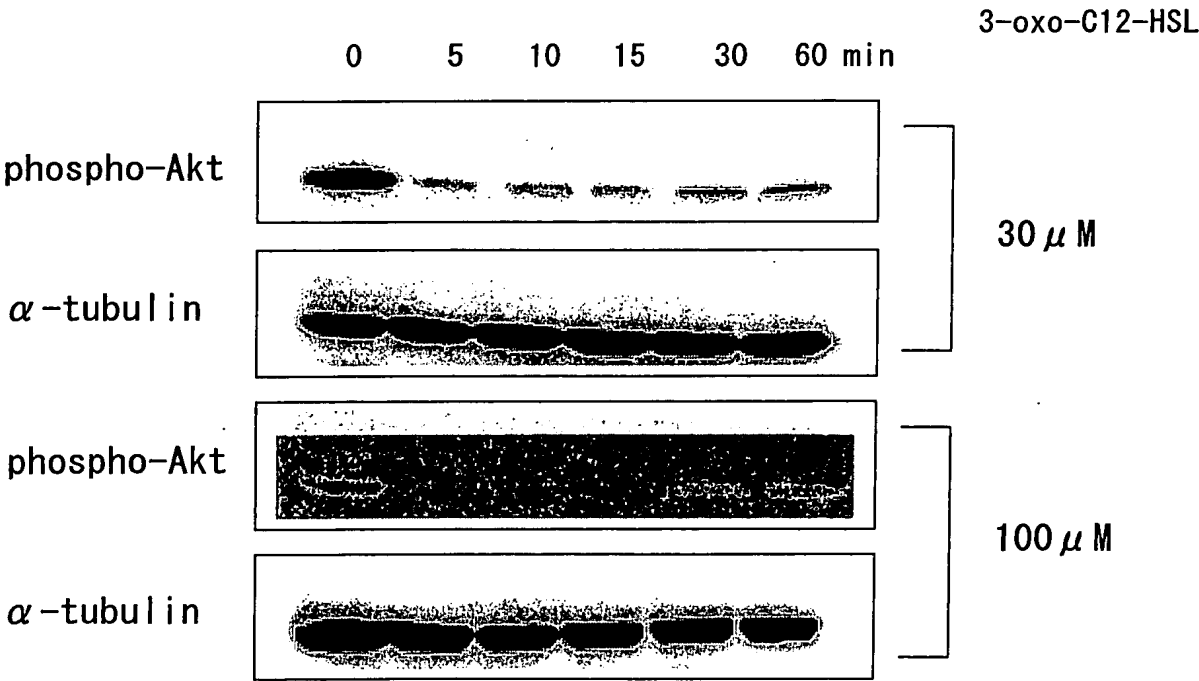 3-oxo-C12-HSL
0 5 10 15 30 60 min
phospho-Akt
30 μM
α-tubulin
phospho-Akt
100 μM
α-tubulin